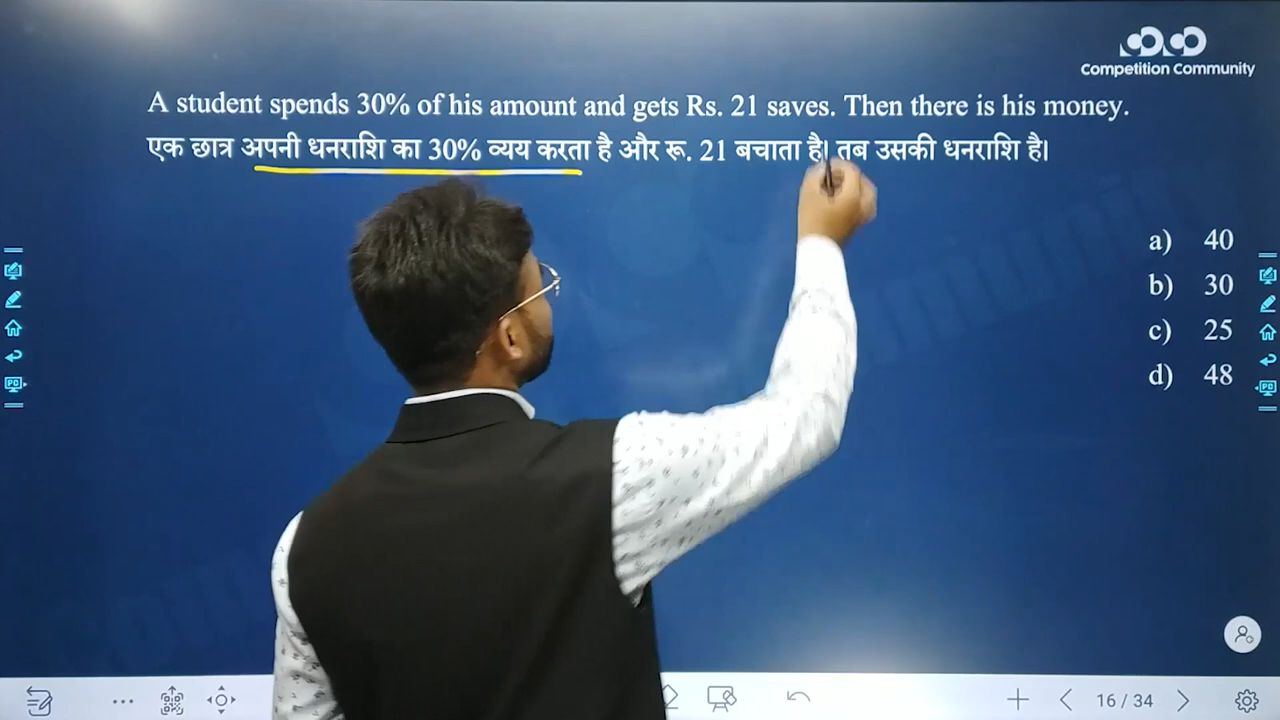 Competition Community
A student spends 30% of his amount and gets Rs. 21 saves. Then there is his money.
एक छात्र अपनी धनराशि का 30% व्यय करता है और रू. 21 बचाता है। तब उसकी धनराशि है।
a) 40
b) 30
c) 25
d) 48
16 / 34